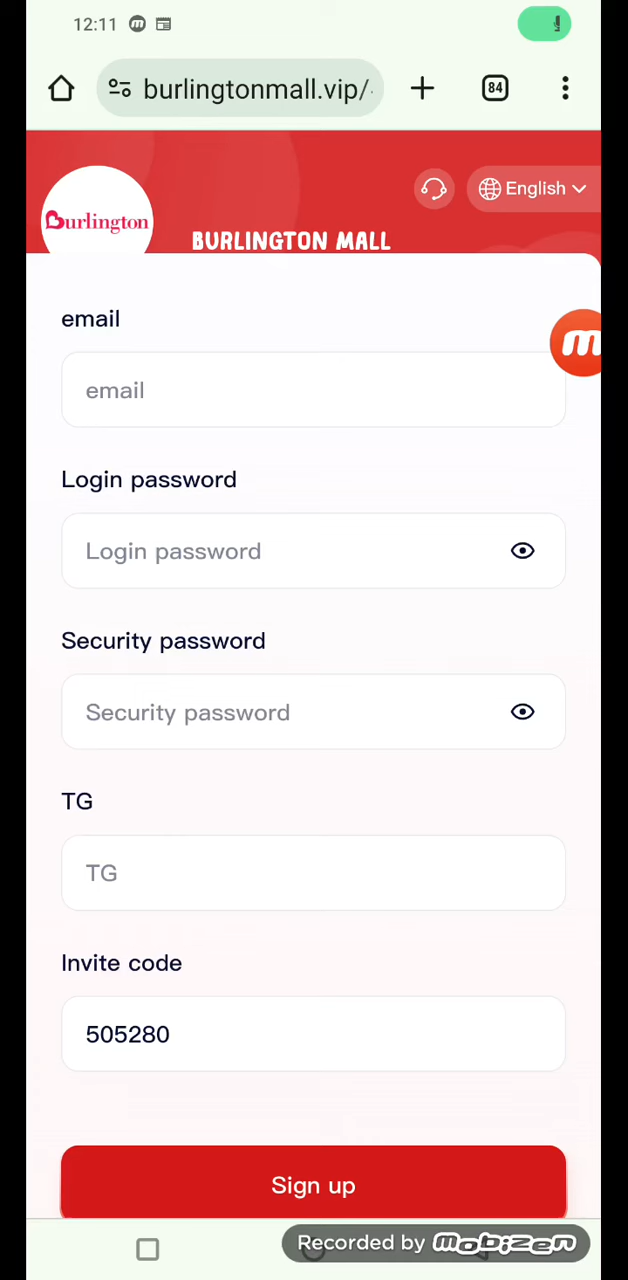 12:11
burlingtonmall.vip/
84
English
Burlington
BURLINGTON MALL
email
email
Login password
Login password
Security password
Security password
TG
TG
Invite code
505280
Sign up
Recorded by mobizen